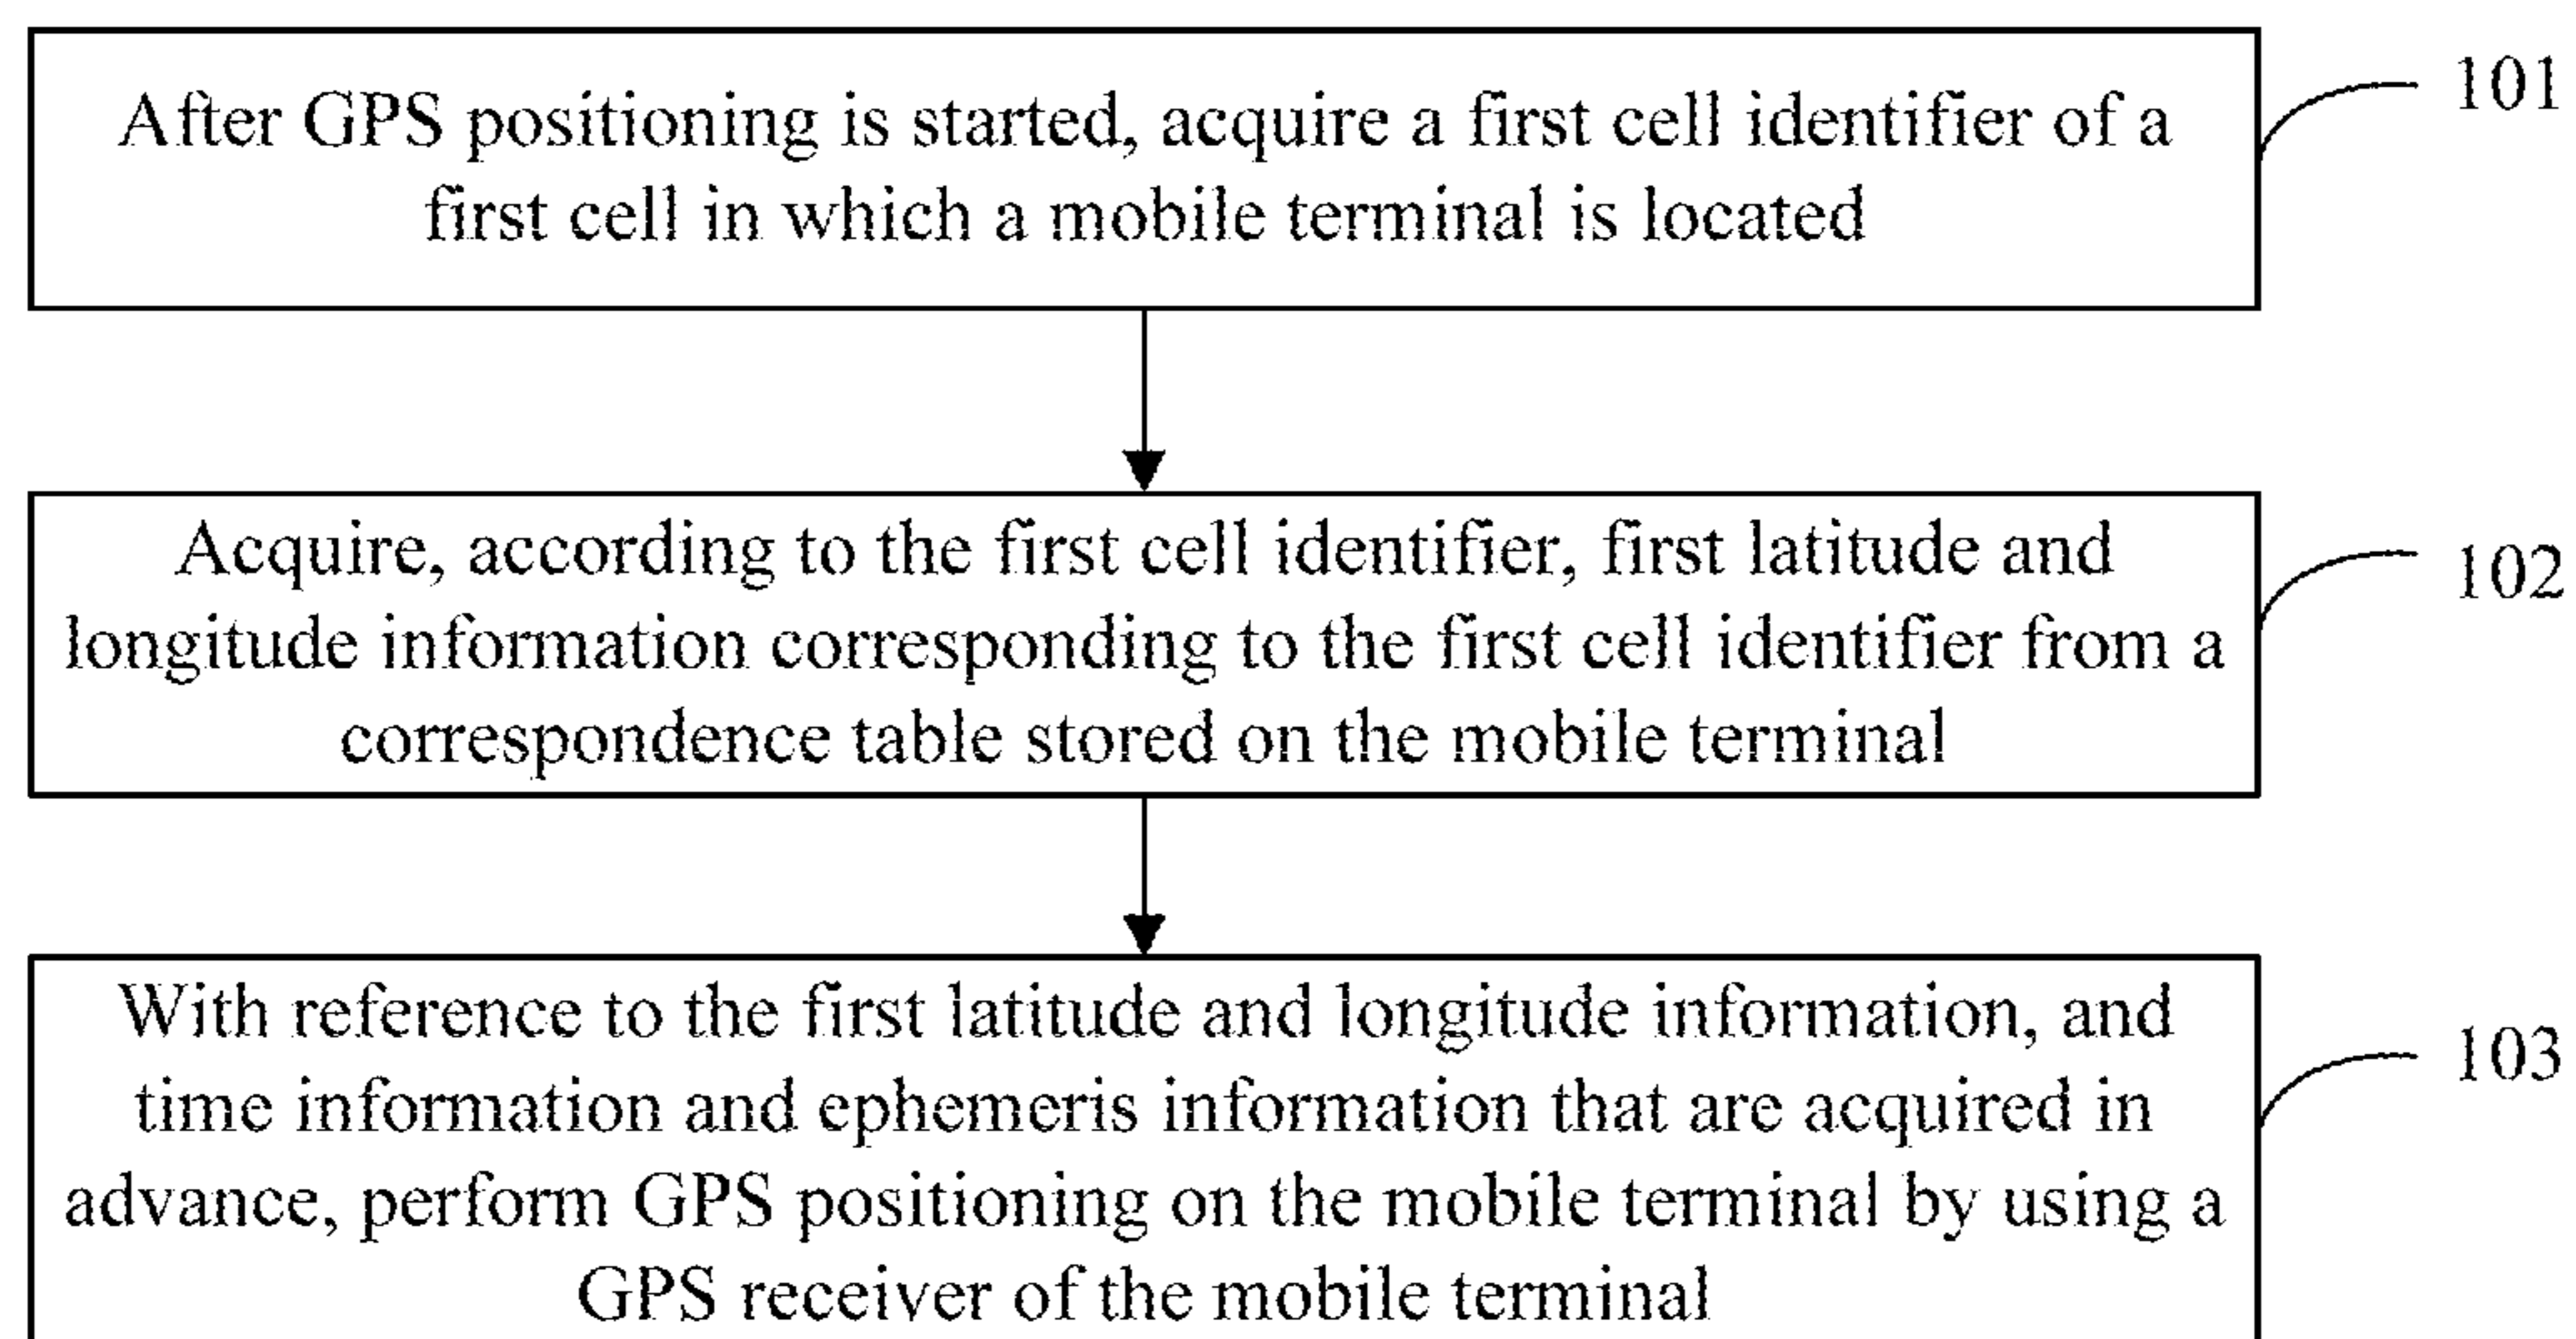 After GPS positioning is started, acquire a first cell identifier of a
first cell in which a mobile terminal is located
101
Acquire, according to the first cell identifier, first latitude and
longitude information corresponding to the first cell identifier from a
correspondence table stored on the mobile terminal
102
With reference to the first latitude and longitude information, and
time information and ephemeris information that are acquired in
advance, perform GPS positioning on the mobile terminal by using a
GPS receiver of the mobile terminal
103